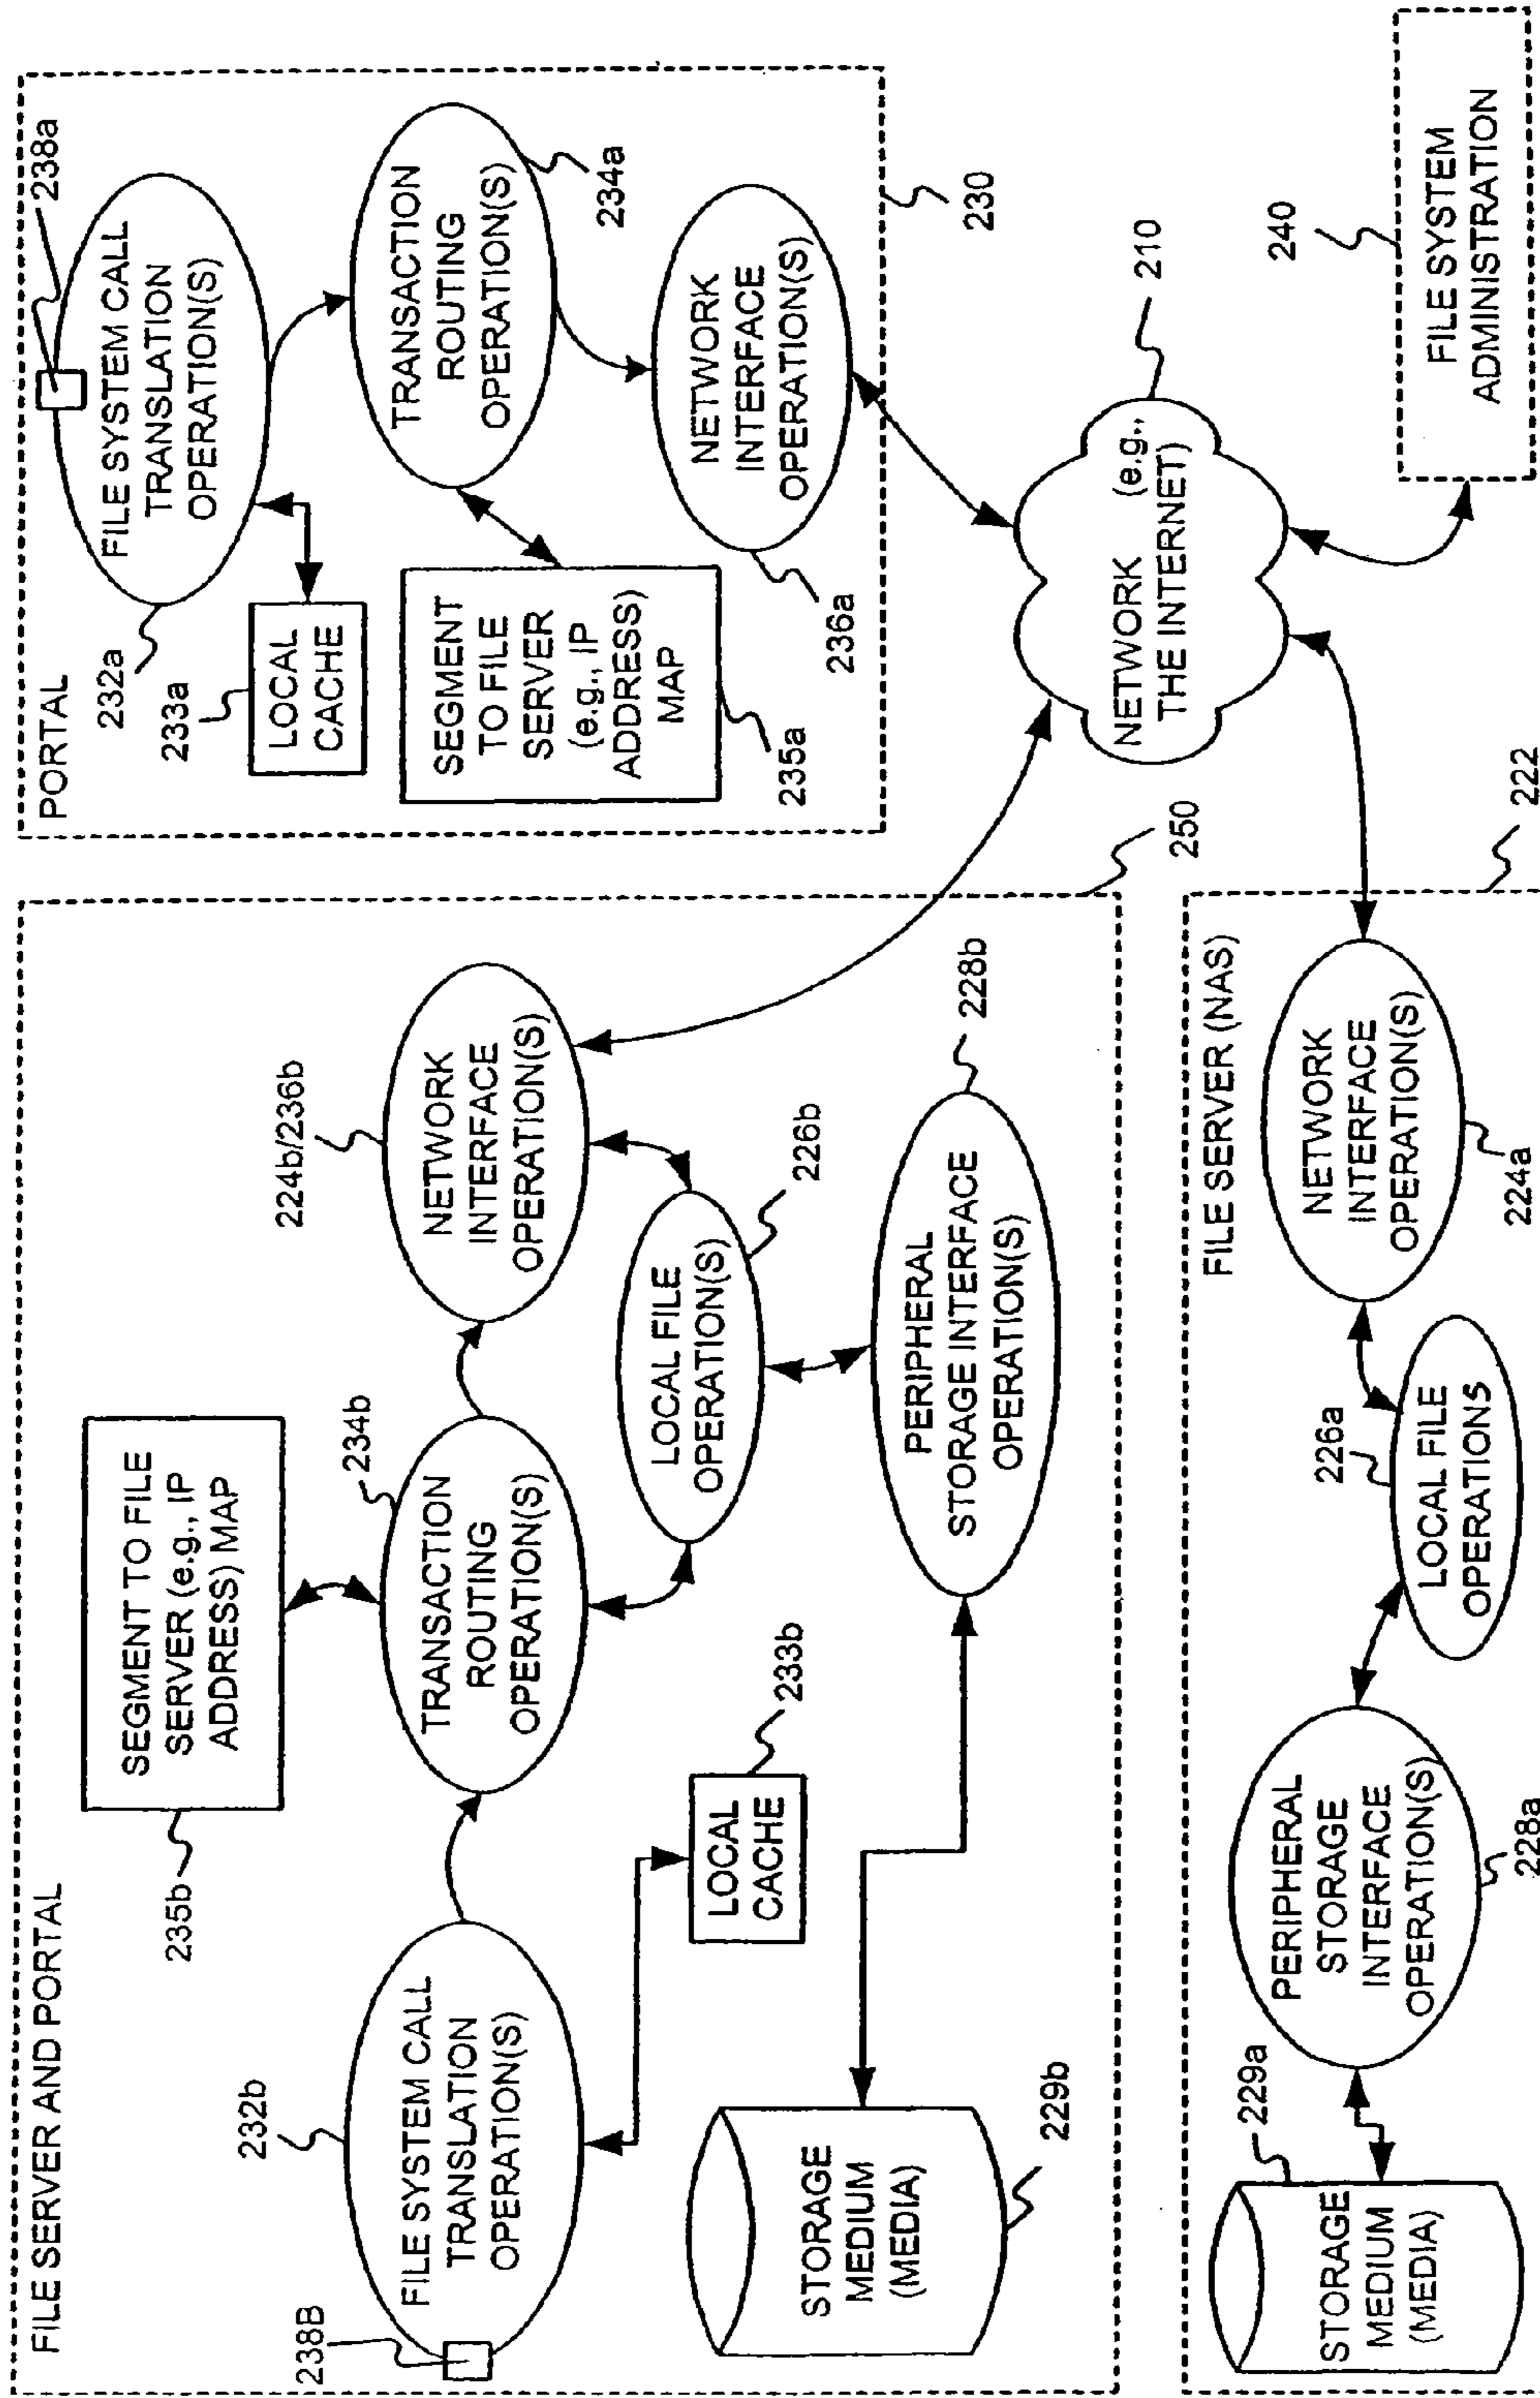 FILE SERVER AND PORTAL
238B
232b
FILE SYSTEM CALL
TRANSLATION
OPERATION(S)
235b
SEGMENT TO FILE
SERVER (e.g., IP
ADDRESS) MAP
234b
TRANSACTION
ROUTING
OPERATION(S)
224b/236b
NETWORK
INTERFACE
OPERATION(S)
LOCAL FILE
OPERATION(S)
226b
LOCAL
CACHE
233b
STORAGE
MEDIUM
(MEDIA)
229b
PERIPHERAL
STORAGE INTERFACE
OPERATION(S)
228b
250
PORTAL
238a
FILE SYSTEM CALL
TRANSLATION
OPERATION(S)
232a
233a
LOCAL
CACHE
TRANSACTION
ROUTING
OPERATION(S)
234a
SEGMENT
TO FILE
SERVER
(e.g., IP
ADDRESS)
MAP
235a
NETWORK
INTERFACE
OPERATION(S)
236a
230
NETWORK (e.g.,
THE INTERNET)
210
240
FILE SYSTEM
ADMINISTRATION
FILE SERVER (NAS)
222
229a
STORAGE
MEDIUM
(MEDIA)
PERIPHERAL
STORAGE
INTERFACE
OPERATION(S)
228a
226a
LOCAL FILE
OPERATIONS
NETWORK
INTERFACE
OPERATION(S)
224a